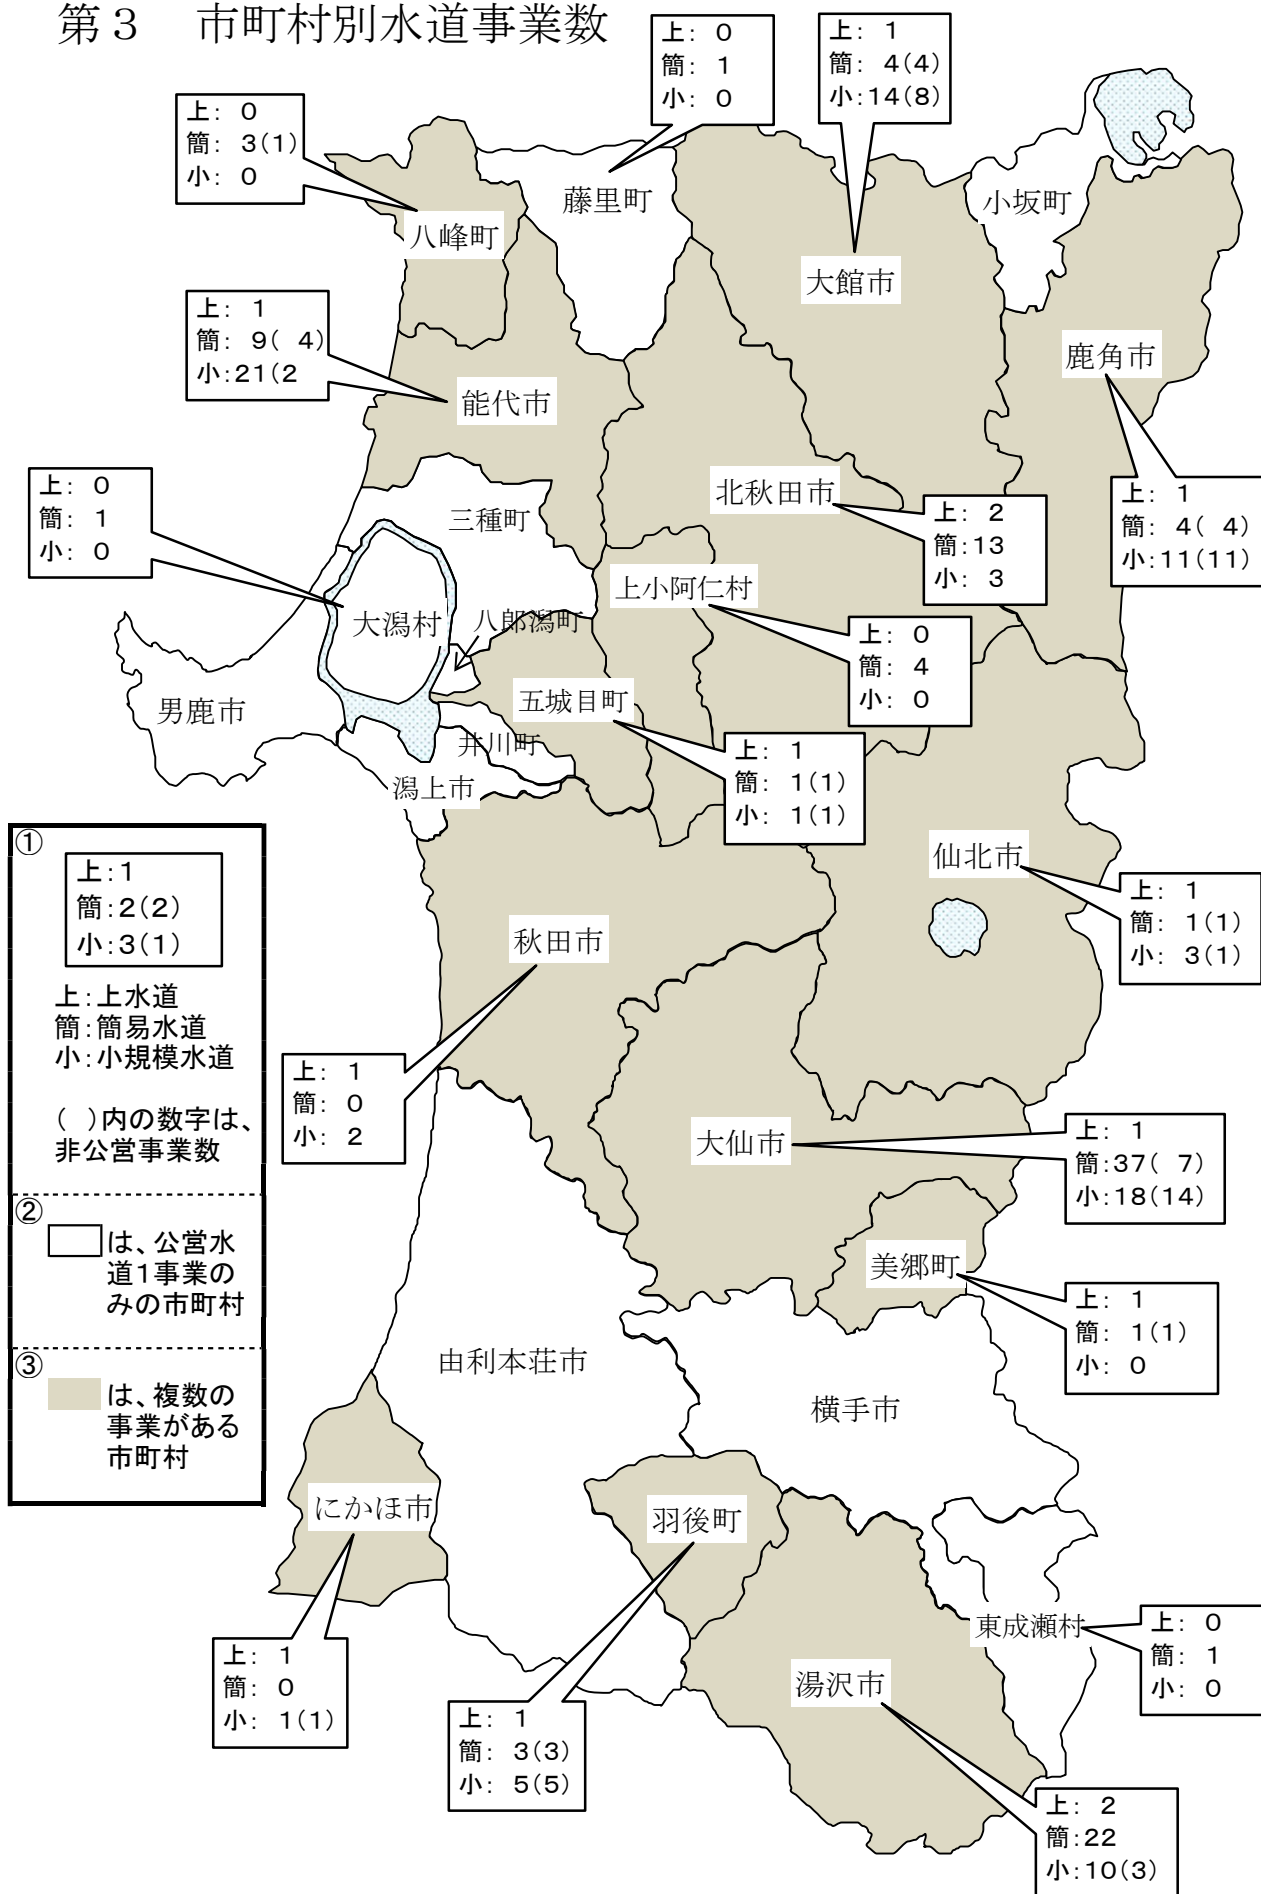 第３　市町村別水道事業数
上： 0
簡： 1
小： 0
上： 1
簡： 4(4)
小：14(8)
上： 0
簡： 3(1)
小： 0
藤里町
小坂町
八峰町
大館市
上： 1
簡： 9( 4)
小：21(2
鹿角市
能代市
上： 0
簡： 1
小： 0
三種町
北秋田市
上： 2
簡：13
小： 3
上： 1
簡： 4( 4)
小：11(11)
上小阿仁村
大潟村
八郎潟町
上： 0
簡： 4
小： 0
男鹿市
五城目町
井川町
上： 1
簡： 1(1)
小： 1(1)
潟上市
仙北市
上： 1
簡： 1(1)
小： 3(1)
①
上：1
簡：2(2)
小：3(1)
上：上水道
簡：簡易水道
小：小規模水道
(　)内の数字は、
非公営事業数
②
は、公営水
道1事業の
みの市町村
③
は、複数の
事業がある
市町村
秋田市
上： 1
簡： 0
小： 2
大仙市
上： 1
簡：37( 7)
小：18(14)
美郷町
上： 1
簡： 1(1)
小： 0
由利本荘市
横手市
にかほ市
羽後町
上： 1
簡： 0
小： 1(1)
東成瀬村
上： 0
簡： 1
小： 0
湯沢市
上： 1
簡： 3(3)
小： 5(5)
上： 2
簡：22
小：10(3)